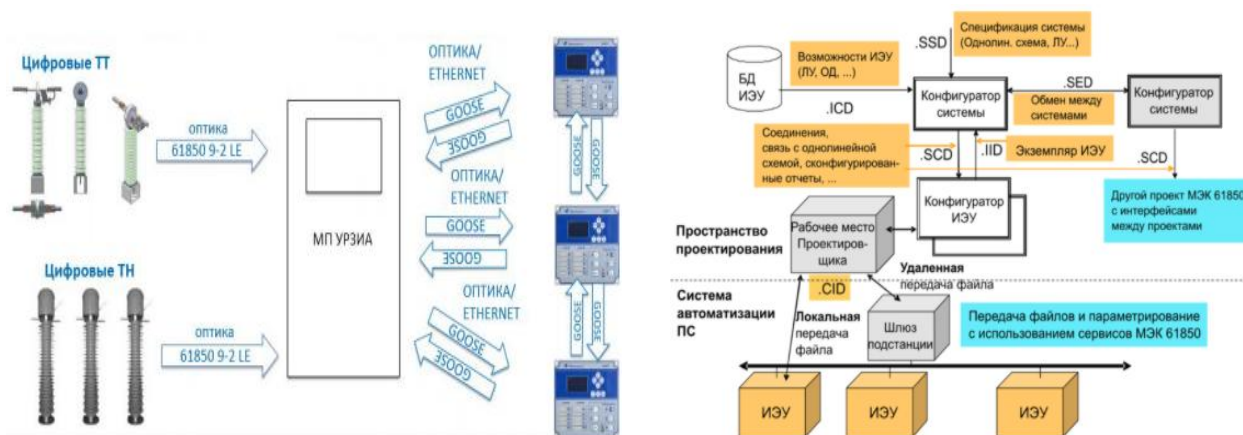 Цифровые ТТ
оптика
61850 9-2 LE
Цифровые ТН
оптика
61850 9-2 LE
МП УРЗИА
ОПТИКА/
ETHERNET
GOOSE
GOOSE
ОПТИКА/
ETHERNET
GOOSE
GOOSE
ОПТИКА/
ETHERNET
GOOSE
GOOSE
GOOSE
GOOSE
GOOSE
GOOSE
Спецификация системы
(Однолин. схема, ЛУ...)
.SSD
Возможности ИЭУ
(ЛУ, ОД, ...)
БД
ИЭУ
.ICD
Конфигуратор
системы
.SED
Обмен между
системами
Конфигуратор
системы
Соединения,
связь с однолинейной
схемой, сконфигурирован-
ные отчеты, ...
.SCD
.IID
Экземпляр ИЭУ
.SCD
Конфигуратор
ИЭУ
Другой проект МЭК 61850
с интерфейсами
между проектами
Пространство
проектирования
Рабочее место
Проектиров-
щика
Удаленная
передача файла
.CID
Система
автоматизации
ПС
Локальная
передача
файла
Шлюз
подстанции
Передача файлов и параметрирование
с использованием сервисов МЭК 61850
ИЭУ
ИЭУ
ИЭУ